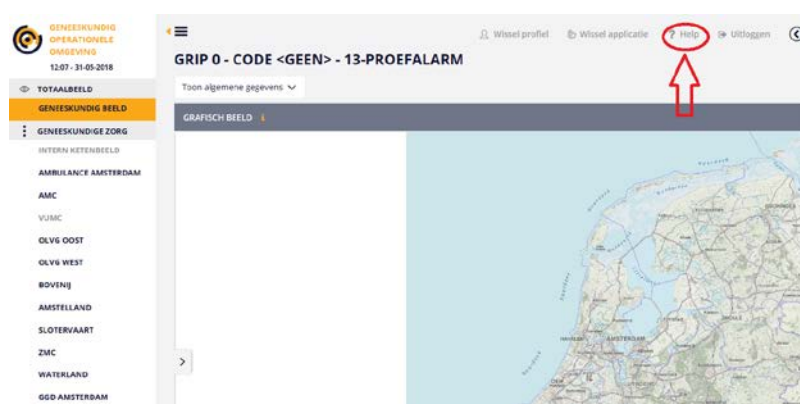 GENEESKUNDIG
OPERATIONELE
OMGEVING
12:07 - 31-05-2018
Wissel profiel
Wissel applicatie
? Help
Uitloggen
GRIP 0 - CODE <GEEN> - 13-PROEFALARM
Toon algemene gegevens
GRAFISCH BEELD
TOTAALBEELD
GENEESKUNDIG BEELD
GENEESKUNDIGE ZORG
INTERN KETENBEELD
AMBULANCE AMSTERDAM
AMC
VUMC
OLVG OOST
OLVG WEST
BOVENIJ
AMSTELLAND
SLOTERVAART
ZMC
WATERLAND
GGD AMSTERDAM
AMSTERDAM